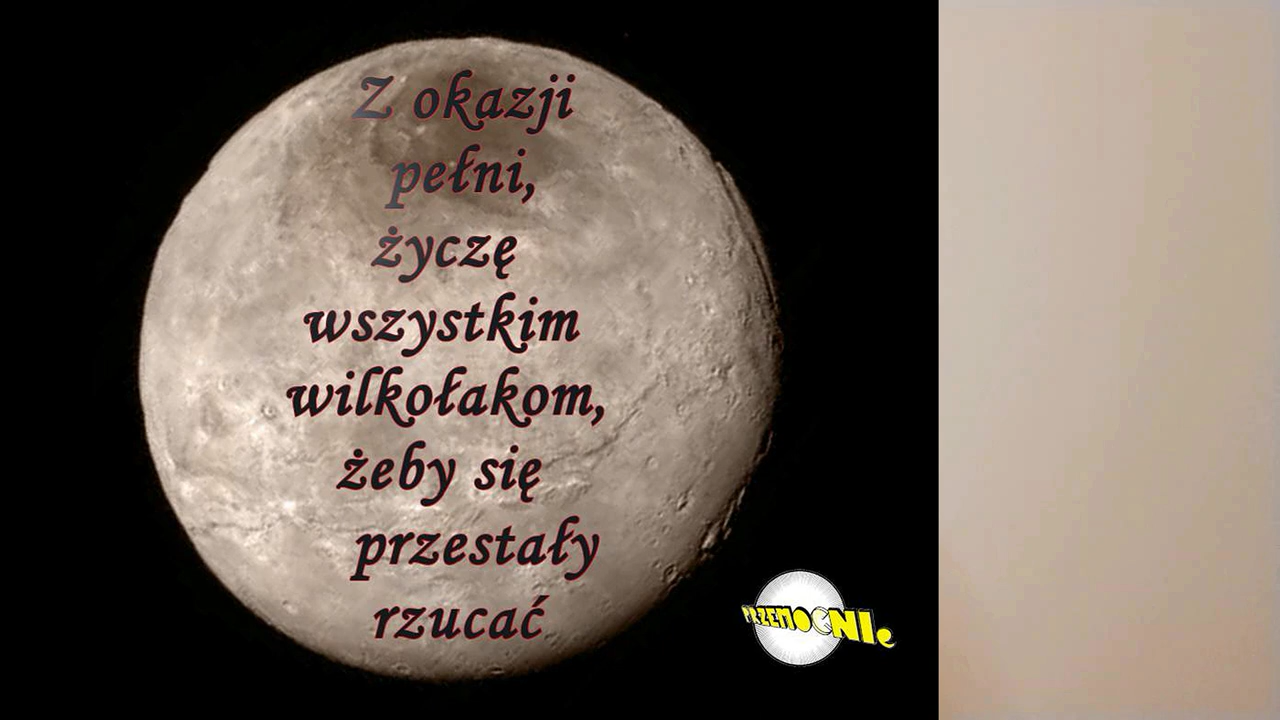 Z okazji
pełni,
życzę
wszystkim
wilkołakom,
żeby się
przestały
rzucać
PRZEMOCNIe